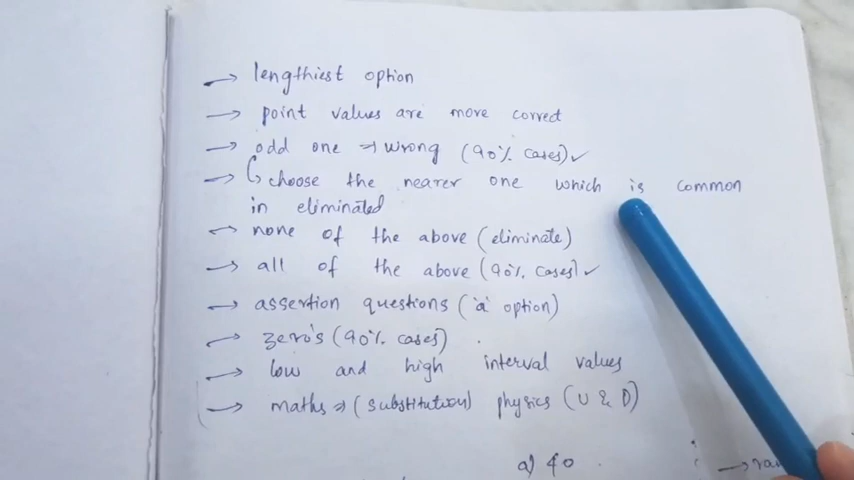 → lengthiest option
→ point values are more correct
→ odd one → wrong (90% cases)✓
→ choose the nearer one which is common
in eliminated
→ none of the above (eliminate)
→ all of the above (90% cases)✓
→ assertion questions ('a' option)
→ zero's (90% cases)
→ low and high interval values
→ maths ⇒ (substitution) physics (U & D)
a) 40